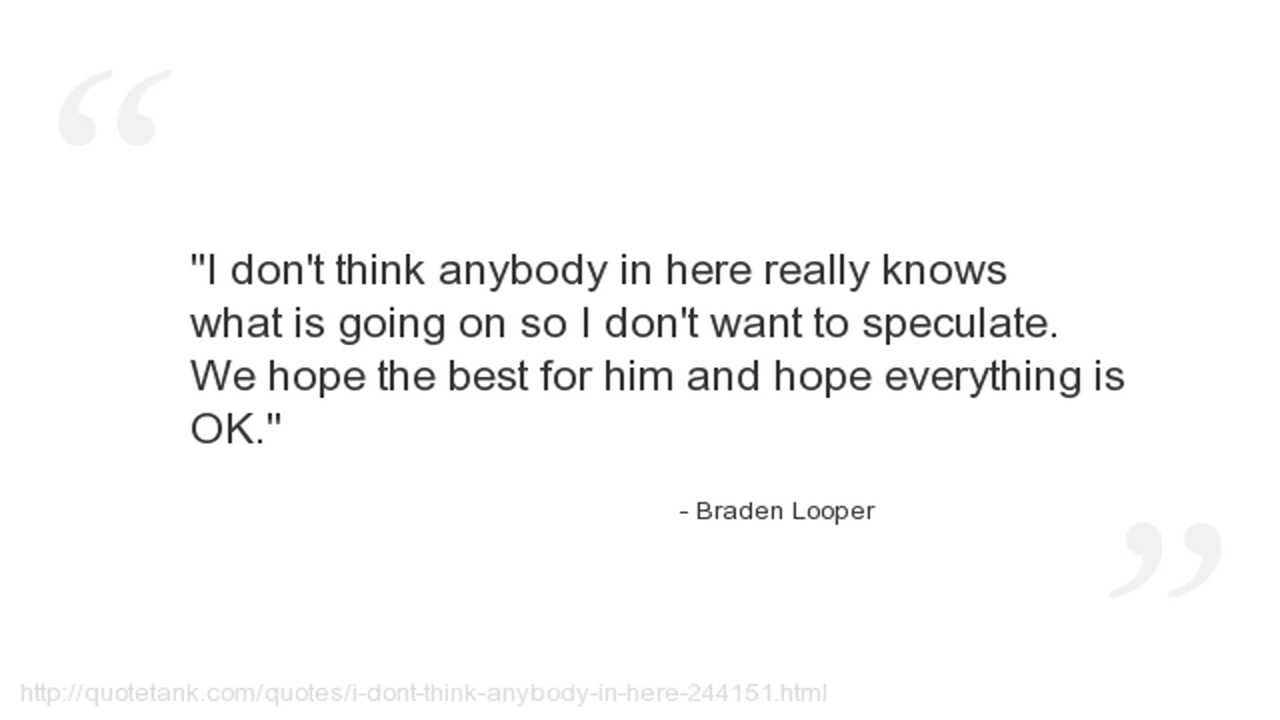 "I don't think anybody in here really knows
what is going on so I don't want to speculate.
We hope the best for him and hope everything is
OK."
- Braden Looper
http://quotetank.com/quotes/i-dont-think-anybody-in-here-244151.html